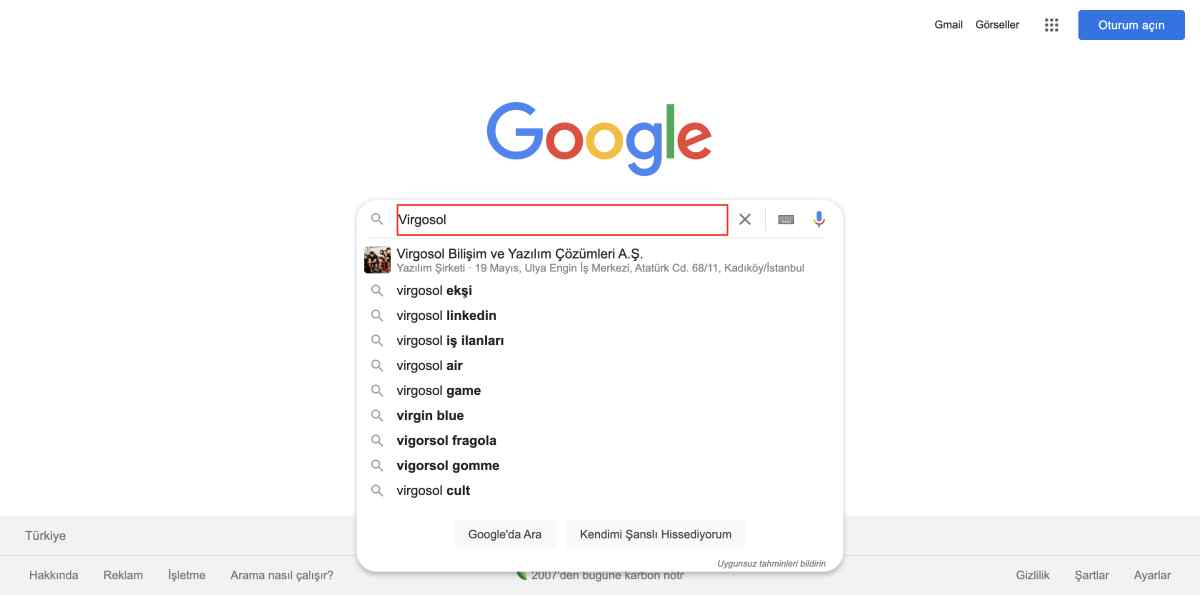 Gmail Görseller Oturum açın
Google
Virgosol
Virgosol Bilişim ve Yazılım Çözümleri A.Ş.
Yazılım Şirketi · 19 Mayıs, Ulya Engin İş Merkezi, Atatürk Cd. 68/11, Kadıköy/İstanbul
virgosol ekşi
virgosol linkedin
virgosol iş ilanları
virgosol air
virgosol game
virgin blue
vigorsol fragola
vigorsol gomme
virgosol cult
Google'da Ara Kendimi Şanslı Hissediyorum
Uygunsuz tahminleri bildirin
Türkiye
Hakkında Reklam İşletme Arama nasıl çalışır? 2007'den bugüne karbon nötr Gizlilik Şartlar Ayarlar